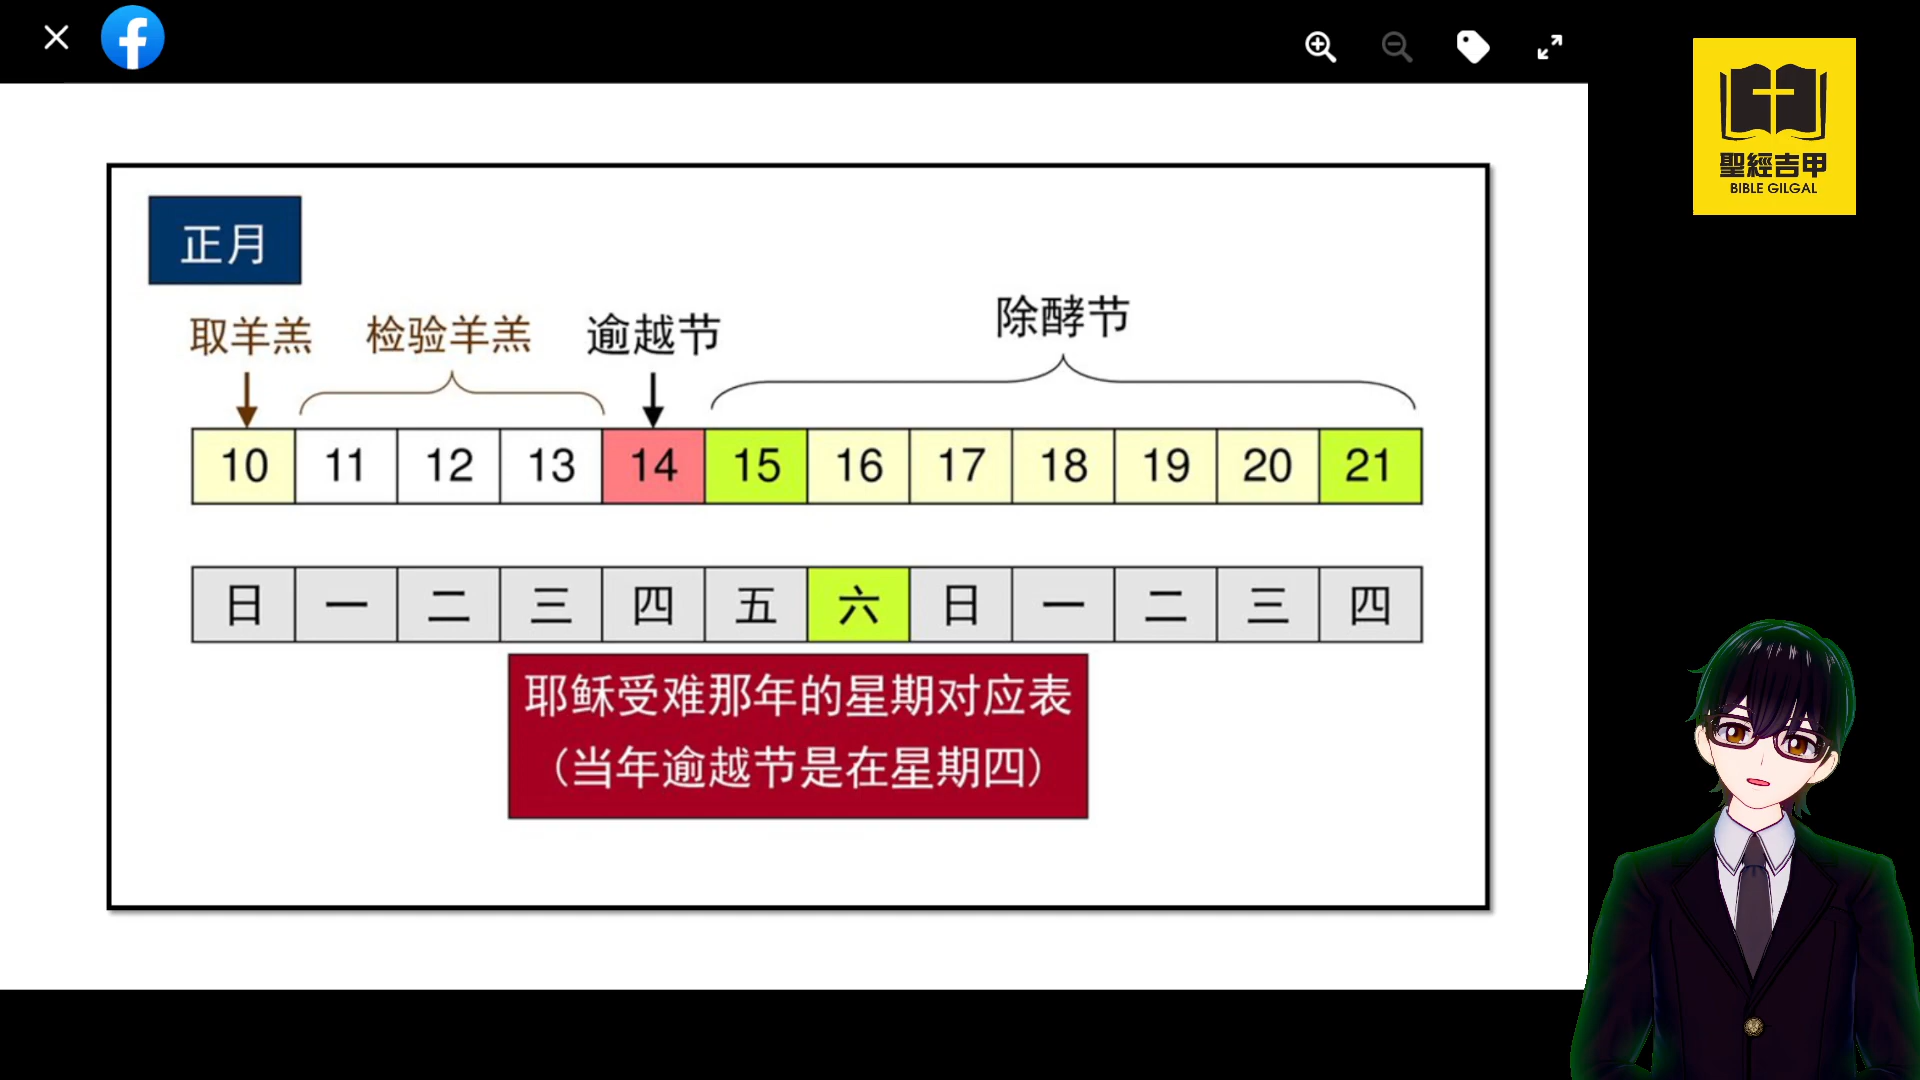 聖經吉甲
BIBLE GILGAL
正月
取羊羔 检验羊羔 逾越节 除酵节
10 11 12 13 14 15 16 17 18 19 20 21
日 一 二 三 四 五 六 日 一 二 三 四
耶稣受难那年的星期对应表
（当年逾越节是在星期四）